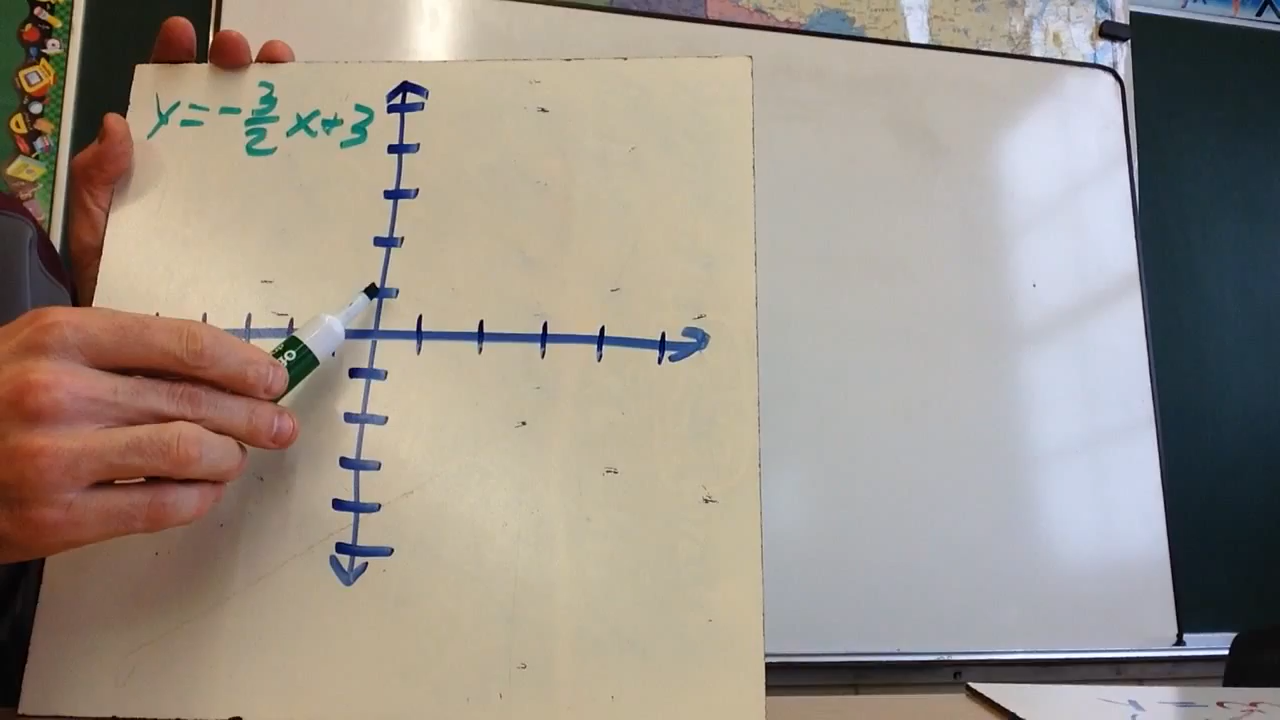 y = -3/2 x + 3